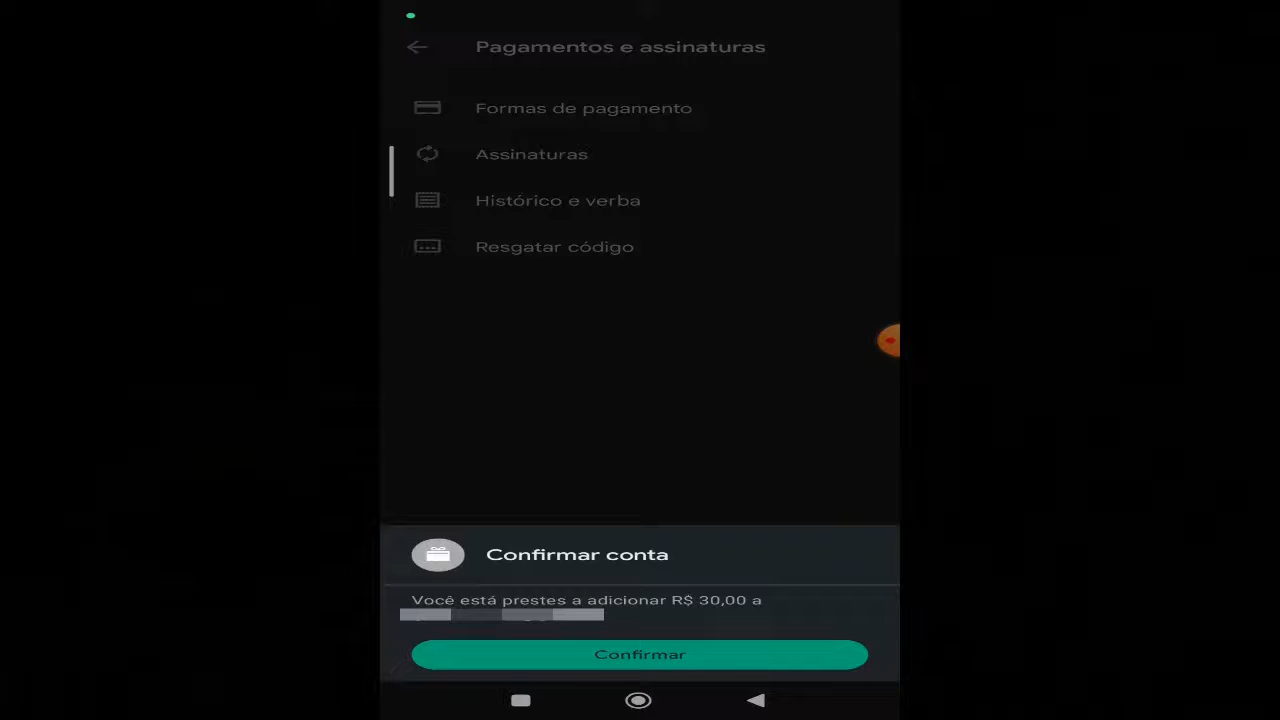 Pagamentos e assinaturas
Formas de pagamento
Assinaturas
Histórico e verba
Resgatar código
Confirmar conta
Você está prestes a adicionar R$ 30,00 a
Confirmar